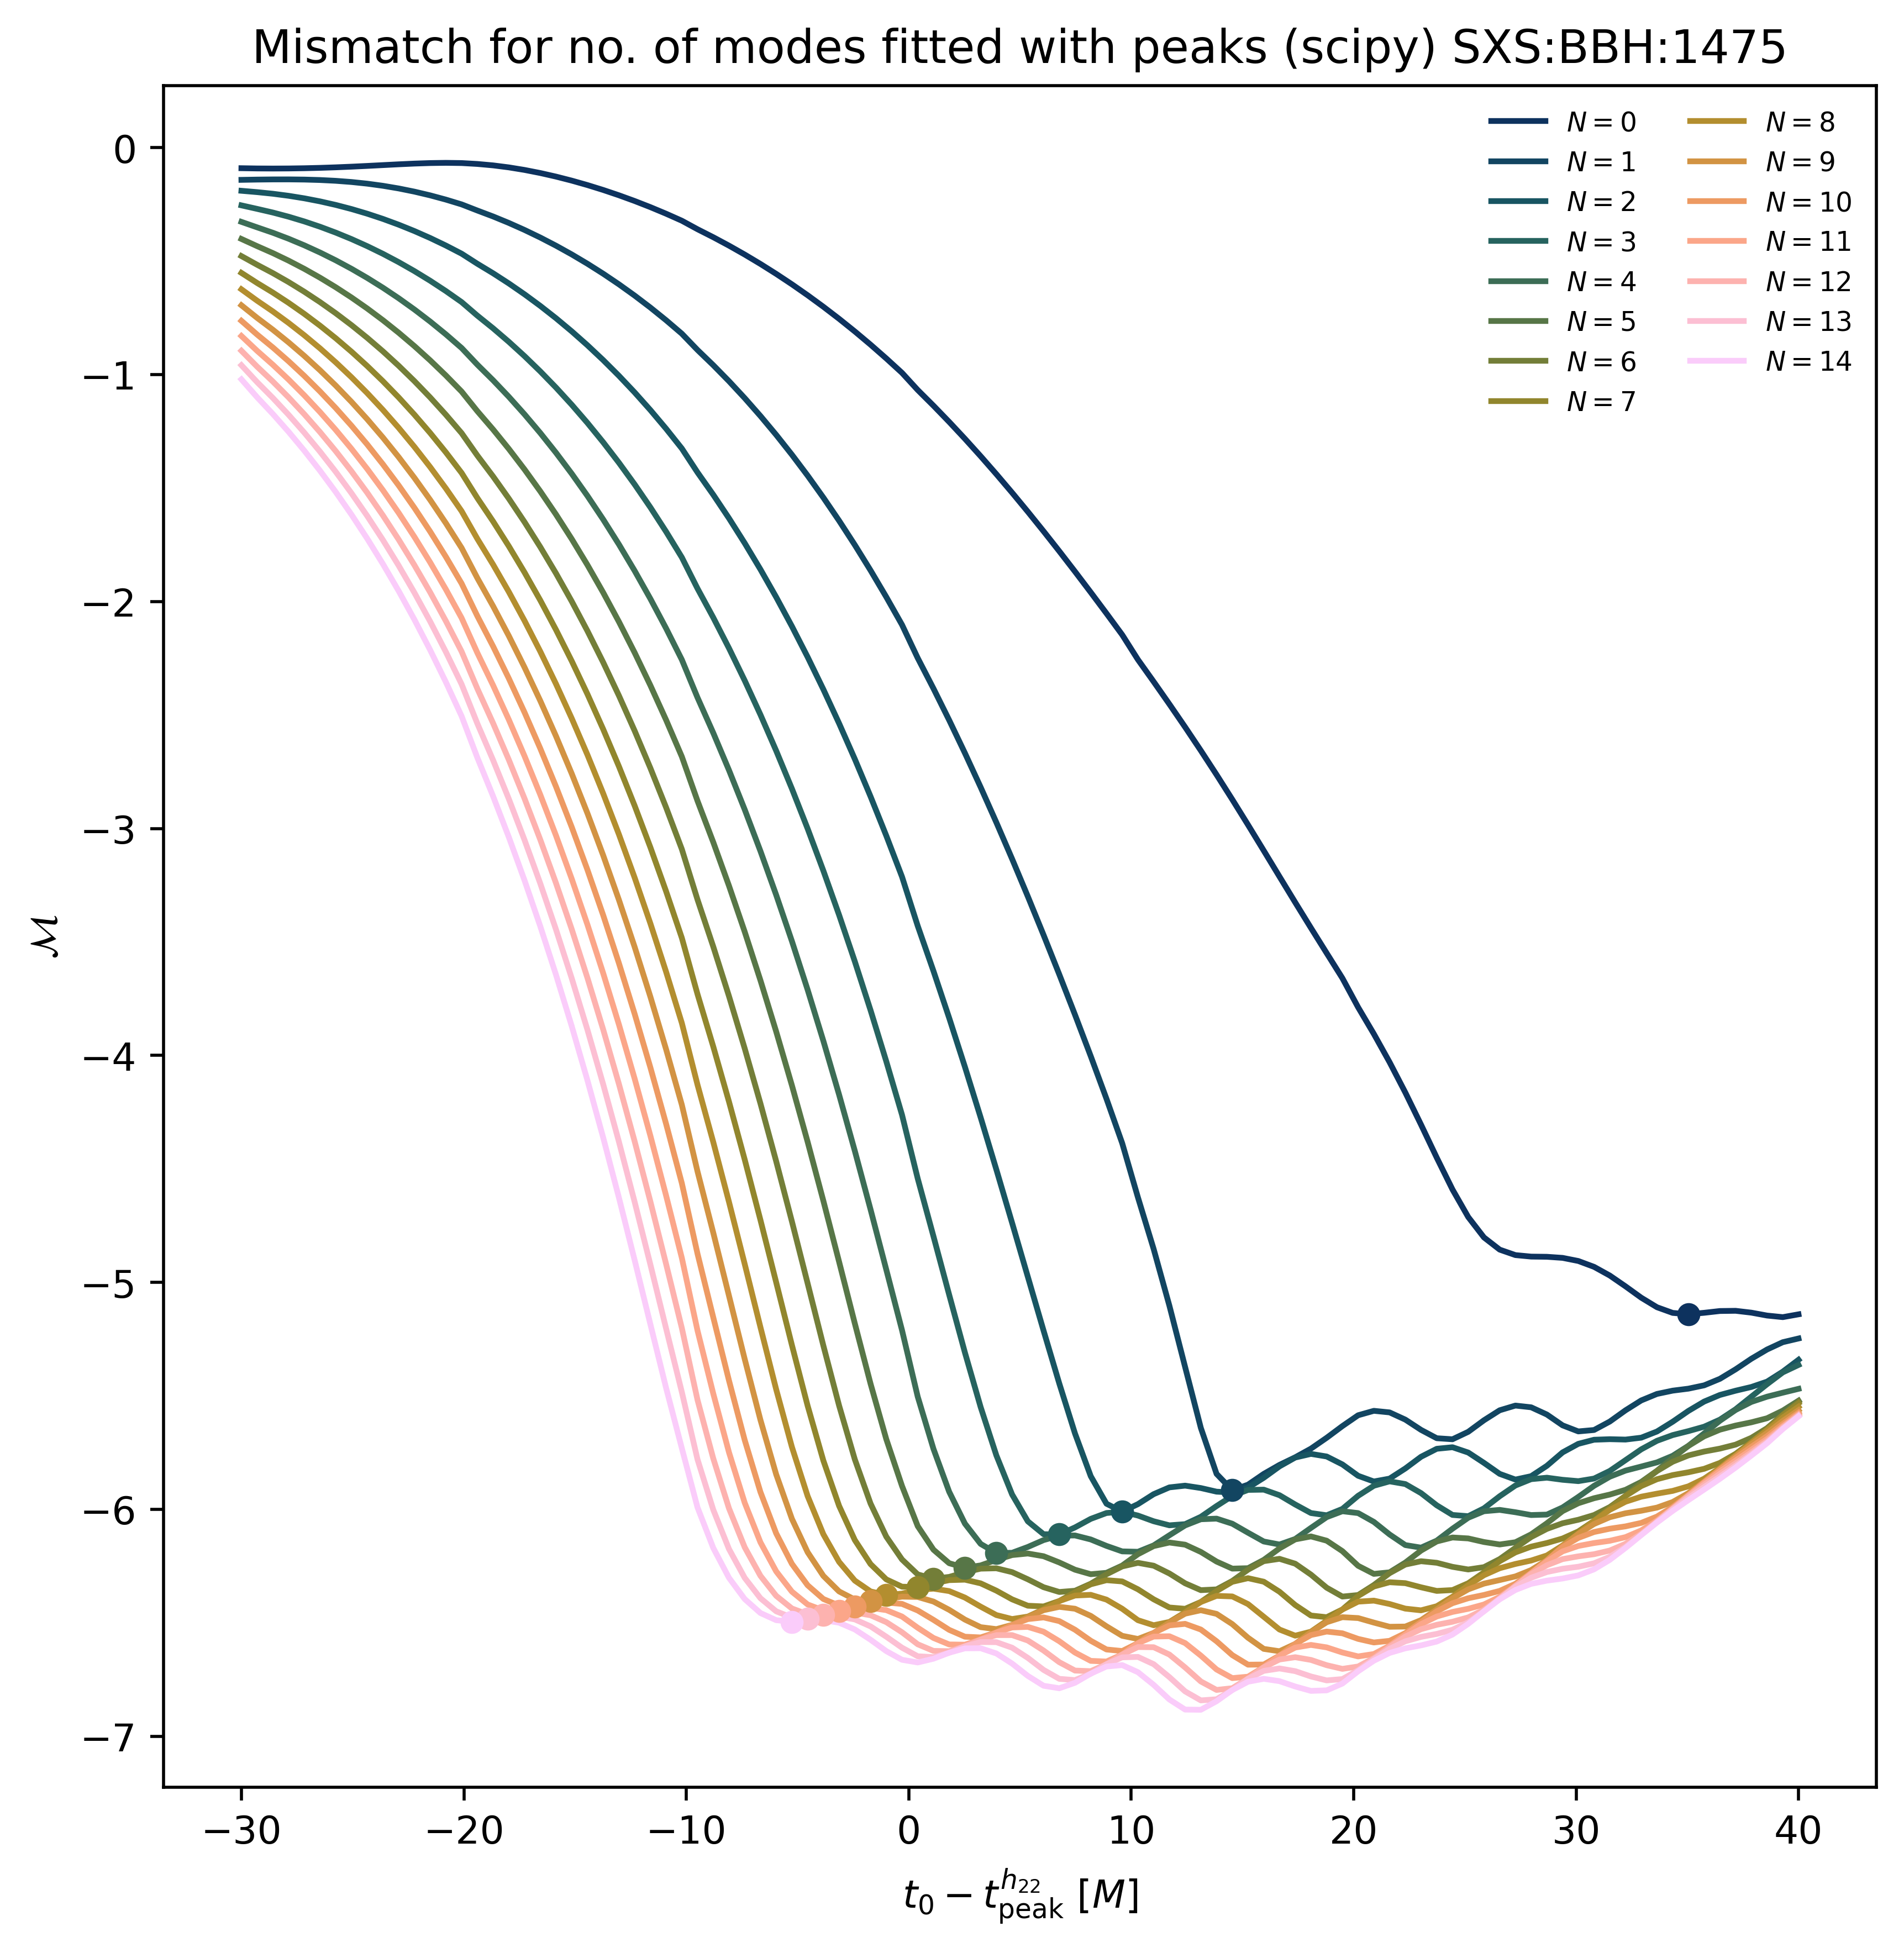 Mismatch for no. of modes fitted with peaks (scipy) SXS:BBH:1475
N = 0
N = 1
N = 2
N = 3
N = 4
N = 5
N = 6
N = 7
N = 8
N = 9
N = 10
N = 11
N = 12
N = 13
N = 14
0
−1
−2
−3
−4
−5
−6
−7
ℳ
−30 −20 −10 0 10 20 30 40
t₀ − t_peak^{h₂₂} [M]